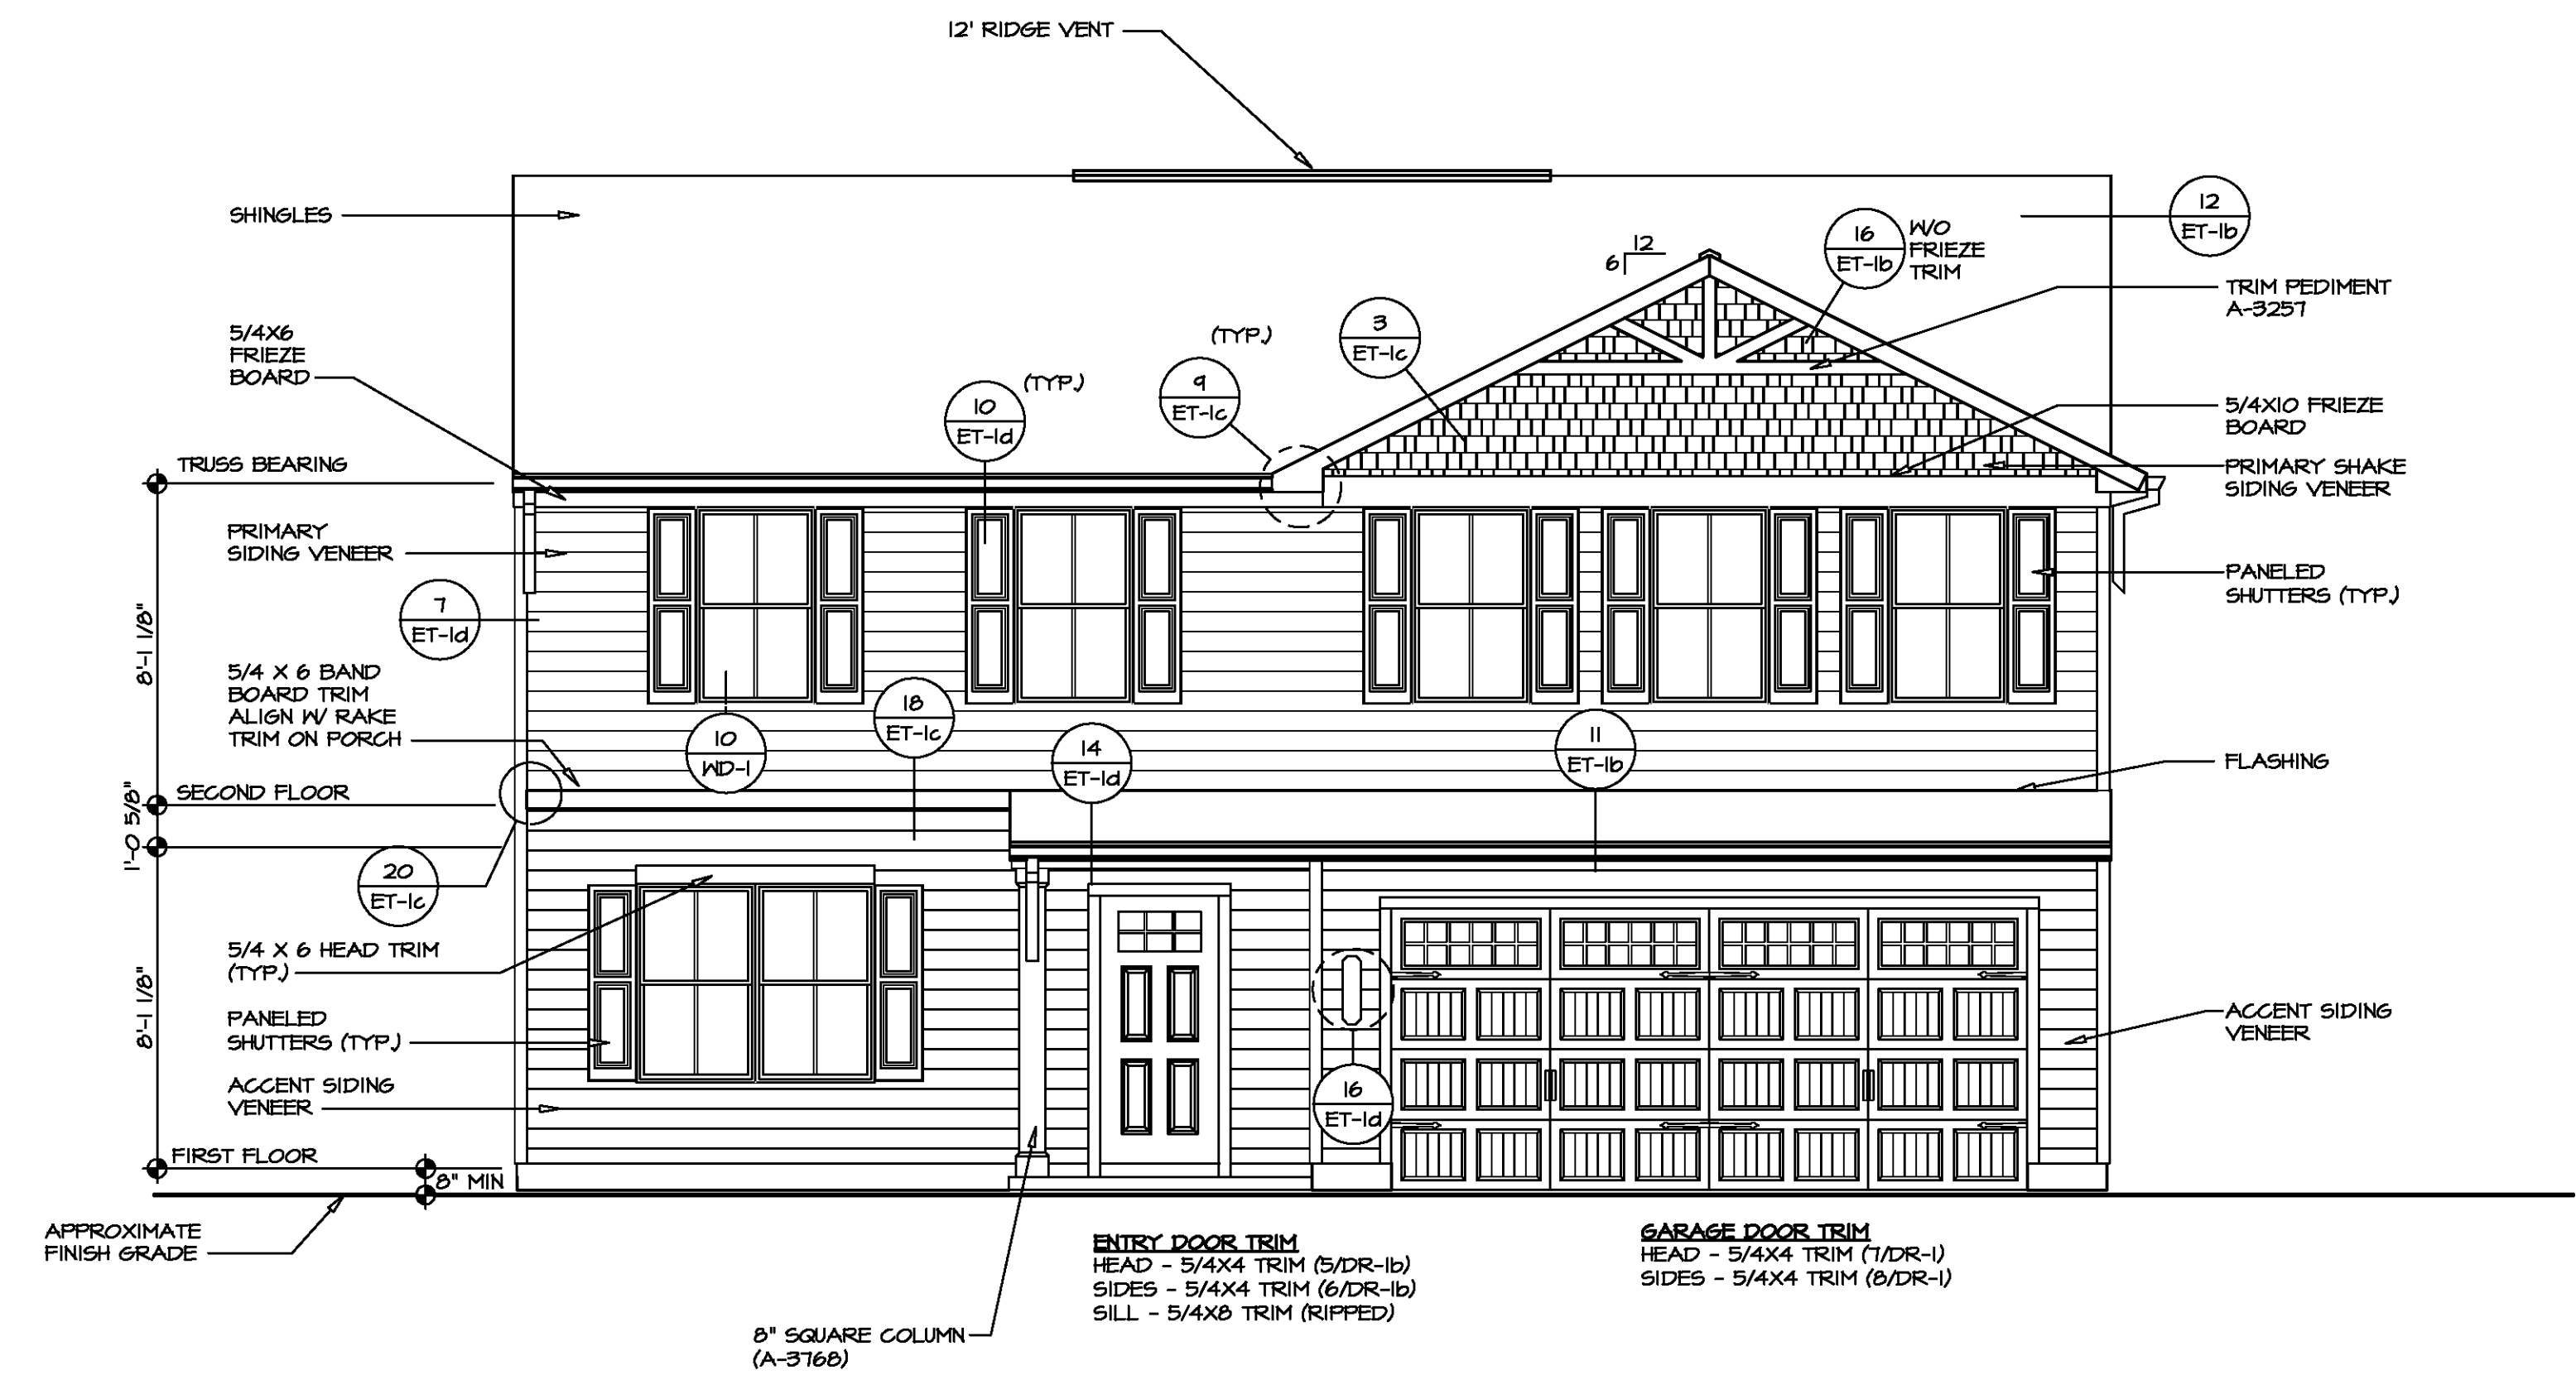 12' RIDGE VENT
SHINGLES
12
ET-1b
16
ET-1b
W/O
FRIEZE
TRIM
12
6
TRIM PEDIMENT
A-3257
3
ET-1c
5/4X6
FRIEZE
BOARD
(TYP.)
9
ET-1c
(TYP.)
10
ET-1d
5/4X10 FRIEZE
BOARD
TRUSS BEARING
PRIMARY SHAKE
SIDING VENEER
PRIMARY
SIDING VENEER
PANELED
SHUTTERS (TYP.)
7
ET-1d
8'-1 1/8"
5/4 X 6 BAND
BOARD TRIM
ALIGN W/ RAKE
TRIM ON PORCH
18
ET-1c
10
WD-1
14
ET-1d
11
ET-1b
FLASHING
SECOND FLOOR
1'-0 5/8"
20
ET-1c
5/4 X 6 HEAD TRIM
(TYP.)
8'-1 1/8"
PANELED
SHUTTERS (TYP.)
ACCENT SIDING
VENEER
ACCENT SIDING
VENEER
16
ET-1d
FIRST FLOOR
8" MIN
APPROXIMATE
FINISH GRADE
ENTRY DOOR TRIM
HEAD - 5/4X4 TRIM (5/DR-1b)
SIDES - 5/4X4 TRIM (6/DR-1b)
SILL - 5/4X8 TRIM (RIPPED)
GARAGE DOOR TRIM
HEAD - 5/4X4 TRIM (7/DR-1)
SIDES - 5/4X4 TRIM (8/DR-1)
8" SQUARE COLUMN
(A-3768)